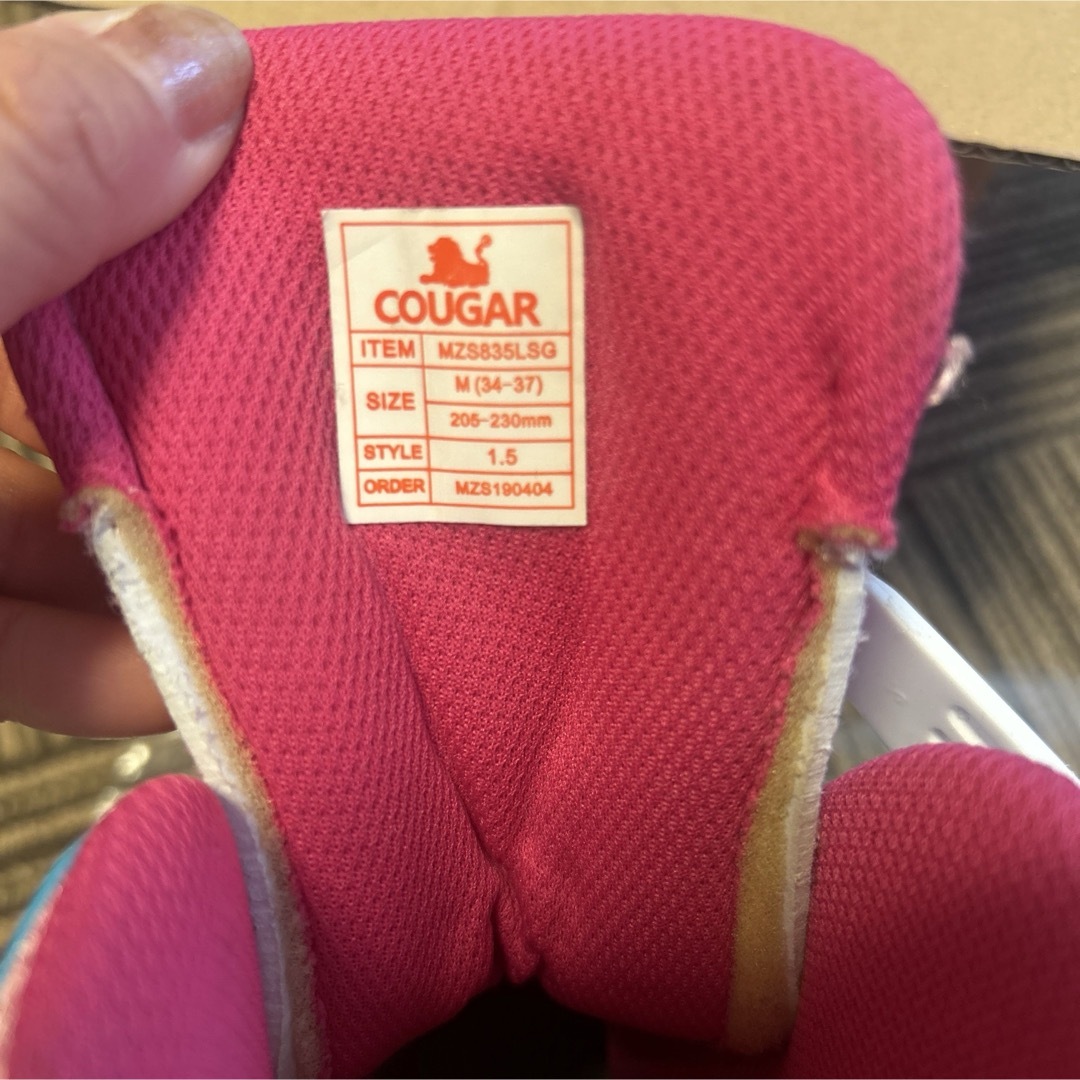 COUGAR
ITEM MZS835LSG
SIZE M (34-37)
205-230mm
STYLE 1.5
ORDER MZS190404